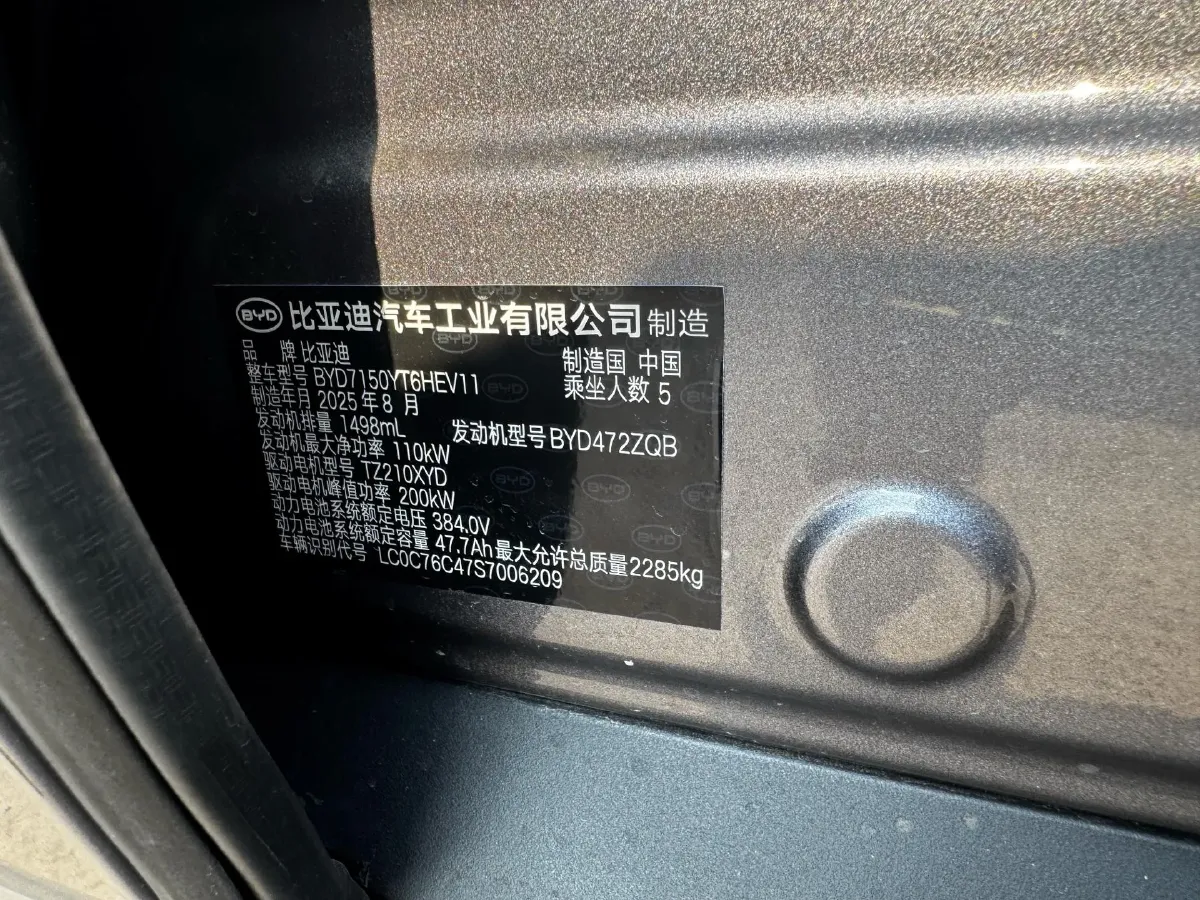 BYD 比亚迪汽车工业有限公司制造
品 牌 比亚迪 制造国 中国
整车型号 BYD7150YT6HEV11 乘坐人数 5
制造年月 2025年8月
发动机排量 1498mL 发动机型号 BYD472ZQB
发动机最大净功率 110kW
驱动电机型号 TZ210XYD
驱动电机峰值功率 200kW
动力电池系统额定电压 384.0V
动力电池系统额定容量 47.7Ah 最大允许总质量 2285kg
车辆识别代号 LC0C76C47S7006209